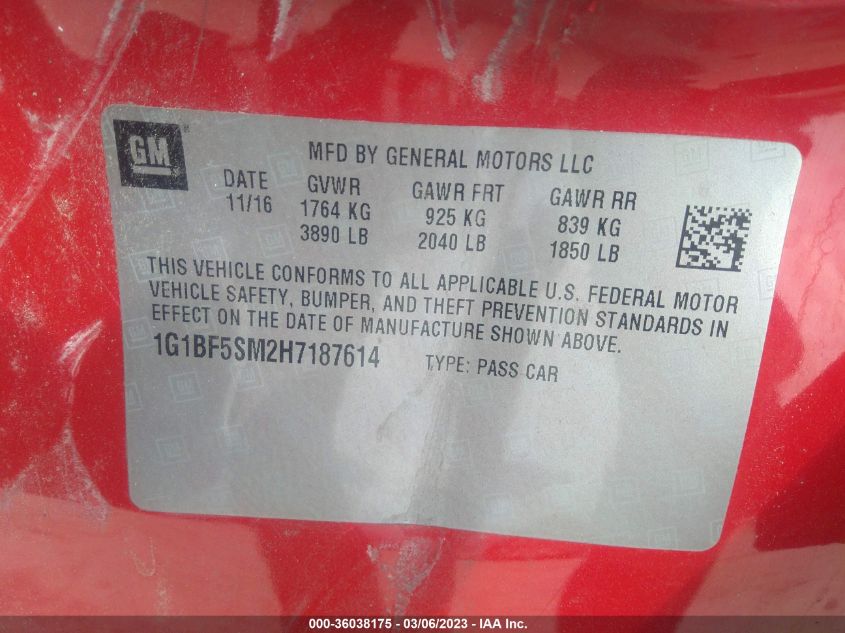 GM
MFD BY GENERAL MOTORS LLC
DATE GVWR GAWR FRT GAWR RR
11/16 1764 KG 925 KG 839 KG
3890 LB 2040 LB 1850 LB
THIS VEHICLE CONFORMS TO ALL APPLICABLE U.S. FEDERAL MOTOR
VEHICLE SAFETY, BUMPER, AND THEFT PREVENTION STANDARDS IN
EFFECT ON THE DATE OF MANUFACTURE SHOWN ABOVE.
1G1BF5SM2H7187614 TYPE: PASS CAR
000-36038175 - 03/06/2023 - IAA Inc.